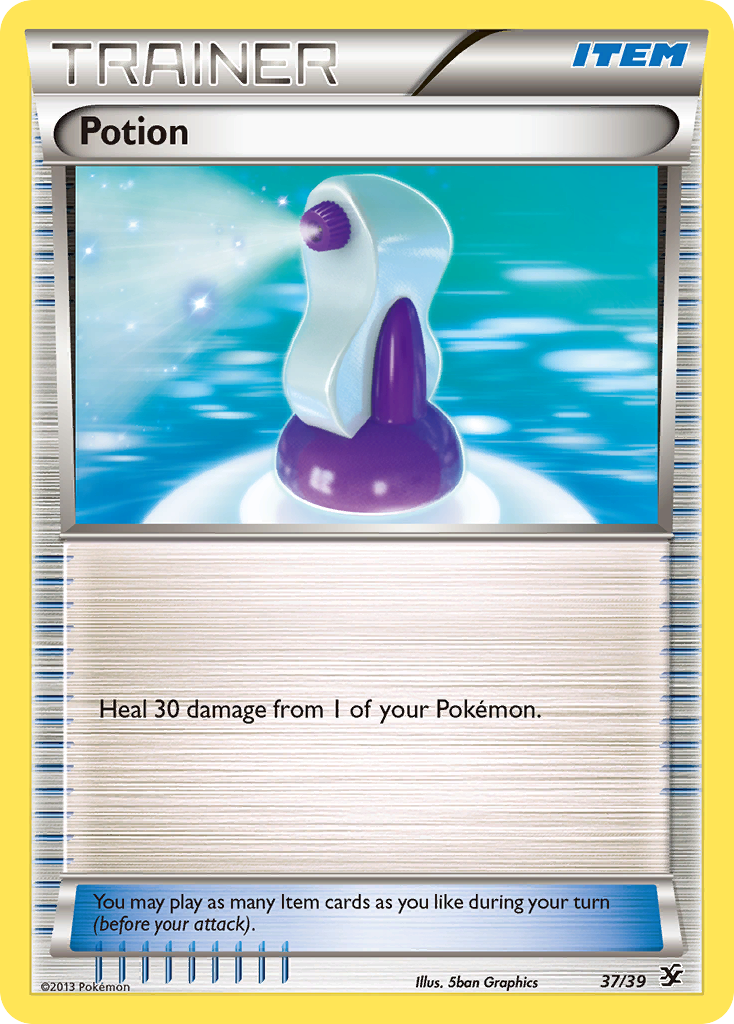 TRAINER
ITEM
Potion
Heal 30 damage from 1 of your Pokémon.
You may play as many Item cards as you like during your turn
(before your attack).
©2013 Pokémon
Illus. 5ban Graphics
37/39